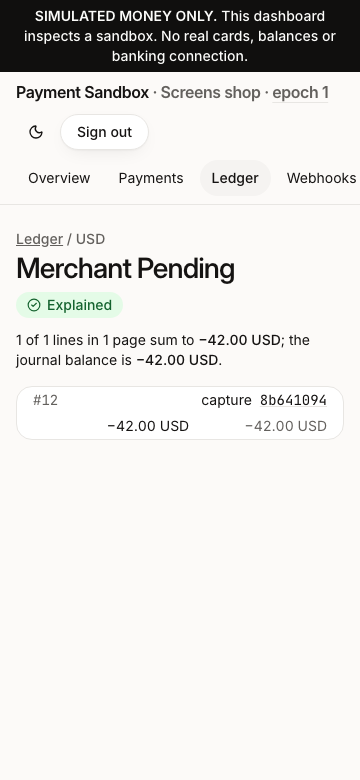 SIMULATED MONEY ONLY. This dashboard
inspects a sandbox. No real cards, balances or
banking connection.
Payment Sandbox · Screens shop · epoch 1
Sign out
Overview Payments Ledger Webhooks
Ledger / USD
Merchant Pending
Explained
1 of 1 lines in 1 page sum to −42.00 USD; the
journal balance is −42.00 USD.
#12 capture 8b641094
−42.00 USD −42.00 USD